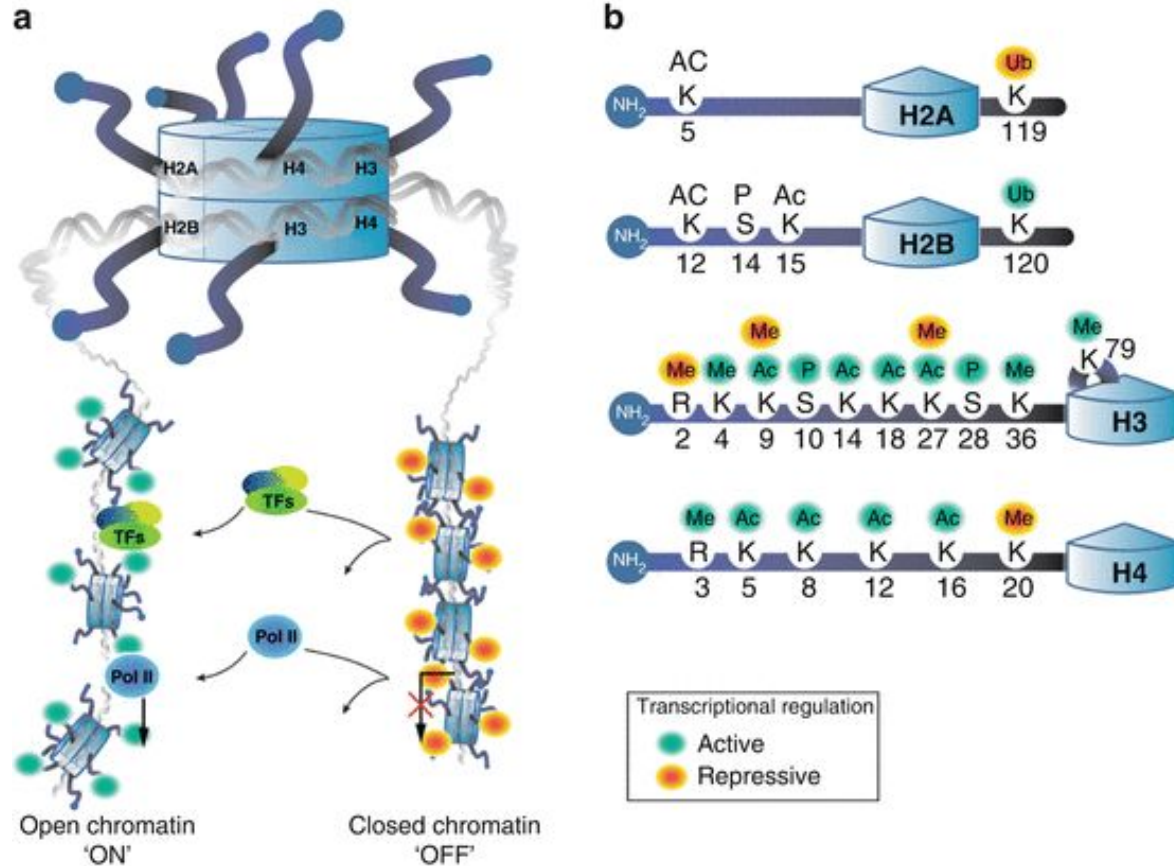 a
H2A H4 H3
H2B H3 H4
TFs
TFs
Pol II
Pol II
Open chromatin
'ON'
Closed chromatin
'OFF'
b
AC Ub
NH2 K H2A K
5 119
AC P Ac Ub
NH2 K S K H2B K
12 14 15 120
Me Me Me
Me Me Ac P Ac Ac Ac P Me K 79
NH2 R K K S K K K S K H3
2 4 9 10 14 18 27 28 36
Me Ac Ac Ac Ac Me
NH2 R K K K K K H4
3 5 8 12 16 20
Transcriptional regulation
Active
Repressive